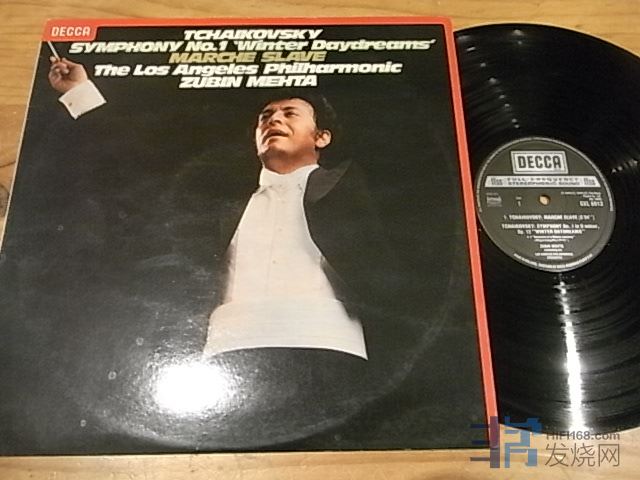 DECCA
TCHAIKOVSKY
SYMPHONY No.1 'Winter Daydreams'
MARCHE SLAVE
The Los Angeles Philharmonic
ZUBIN MEHTA
DECCA
FULL FREQUENCY
STEREOPHONIC SOUND
SXL 6913
1. TCHAIKOVSKY: MARCHE SLAVE
TCHAIKOVSKY: SYMPHONY No. 1 in G minor,
Op. 13 "WINTER DAYDREAMS"
ZUBIN MEHTA
HIFI168.com
发烧网